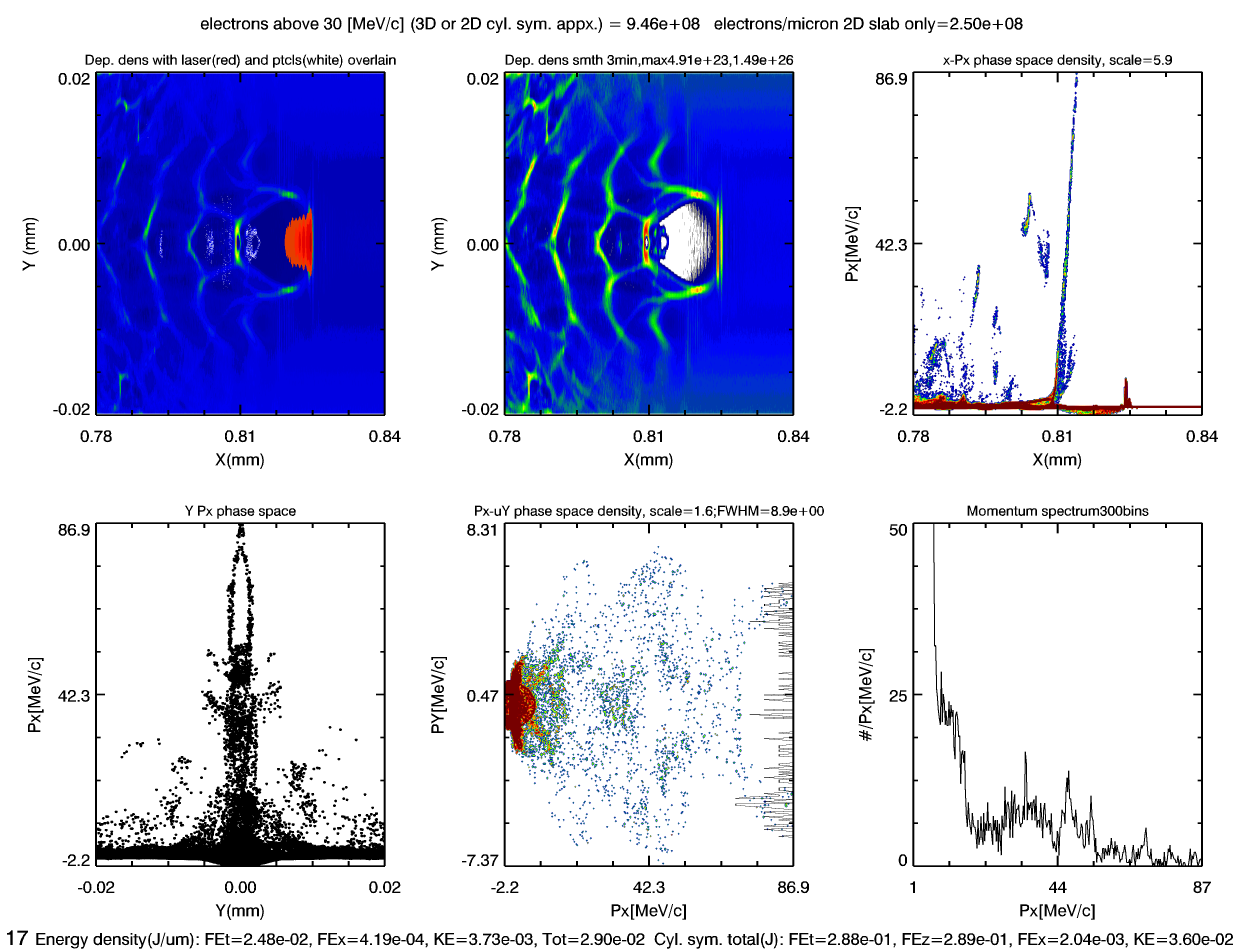 electrons above 30 [MeV/c] (3D or 2D cyl. sym. appx.) = 9.46e+08 electrons/micron 2D slab only=2.50e+08
Dep. dens with laser(red) and ptcls(white) overlain
0.02
0.00
-0.02
Y (mm)
0.78 0.81 0.84
X(mm)
Dep. dens smth 3min,max4.91e+23,1.49e+26
0.02
0.00
-0.02
Y (mm)
0.78 0.81 0.84
X(mm)
x-Px phase space density, scale=5.9
86.9
42.3
-2.2
Px[MeV/c]
0.78 0.81 0.84
X(mm)
Y Px phase space
86.9
42.3
-2.2
Px[MeV/c]
-0.02 0.00 0.02
Y(mm)
Px-uY phase space density, scale=1.6;FWHM=8.9e+00
8.31
0.47
-7.37
PY[MeV/c]
-2.2 42.3 86.9
Px[MeV/c]
Momentum spectrum300bins
50
25
0
#/Px[MeV/c]
1 44 87
Px[MeV/c]
17 Energy density(J/um): FEt=2.48e-02, FEx=4.19e-04, KE=3.73e-03, Tot=2.90e-02 Cyl. sym. total(J): FEt=2.88e-01, FEz=2.89e-01, FEx=2.04e-03, KE=3.60e-02